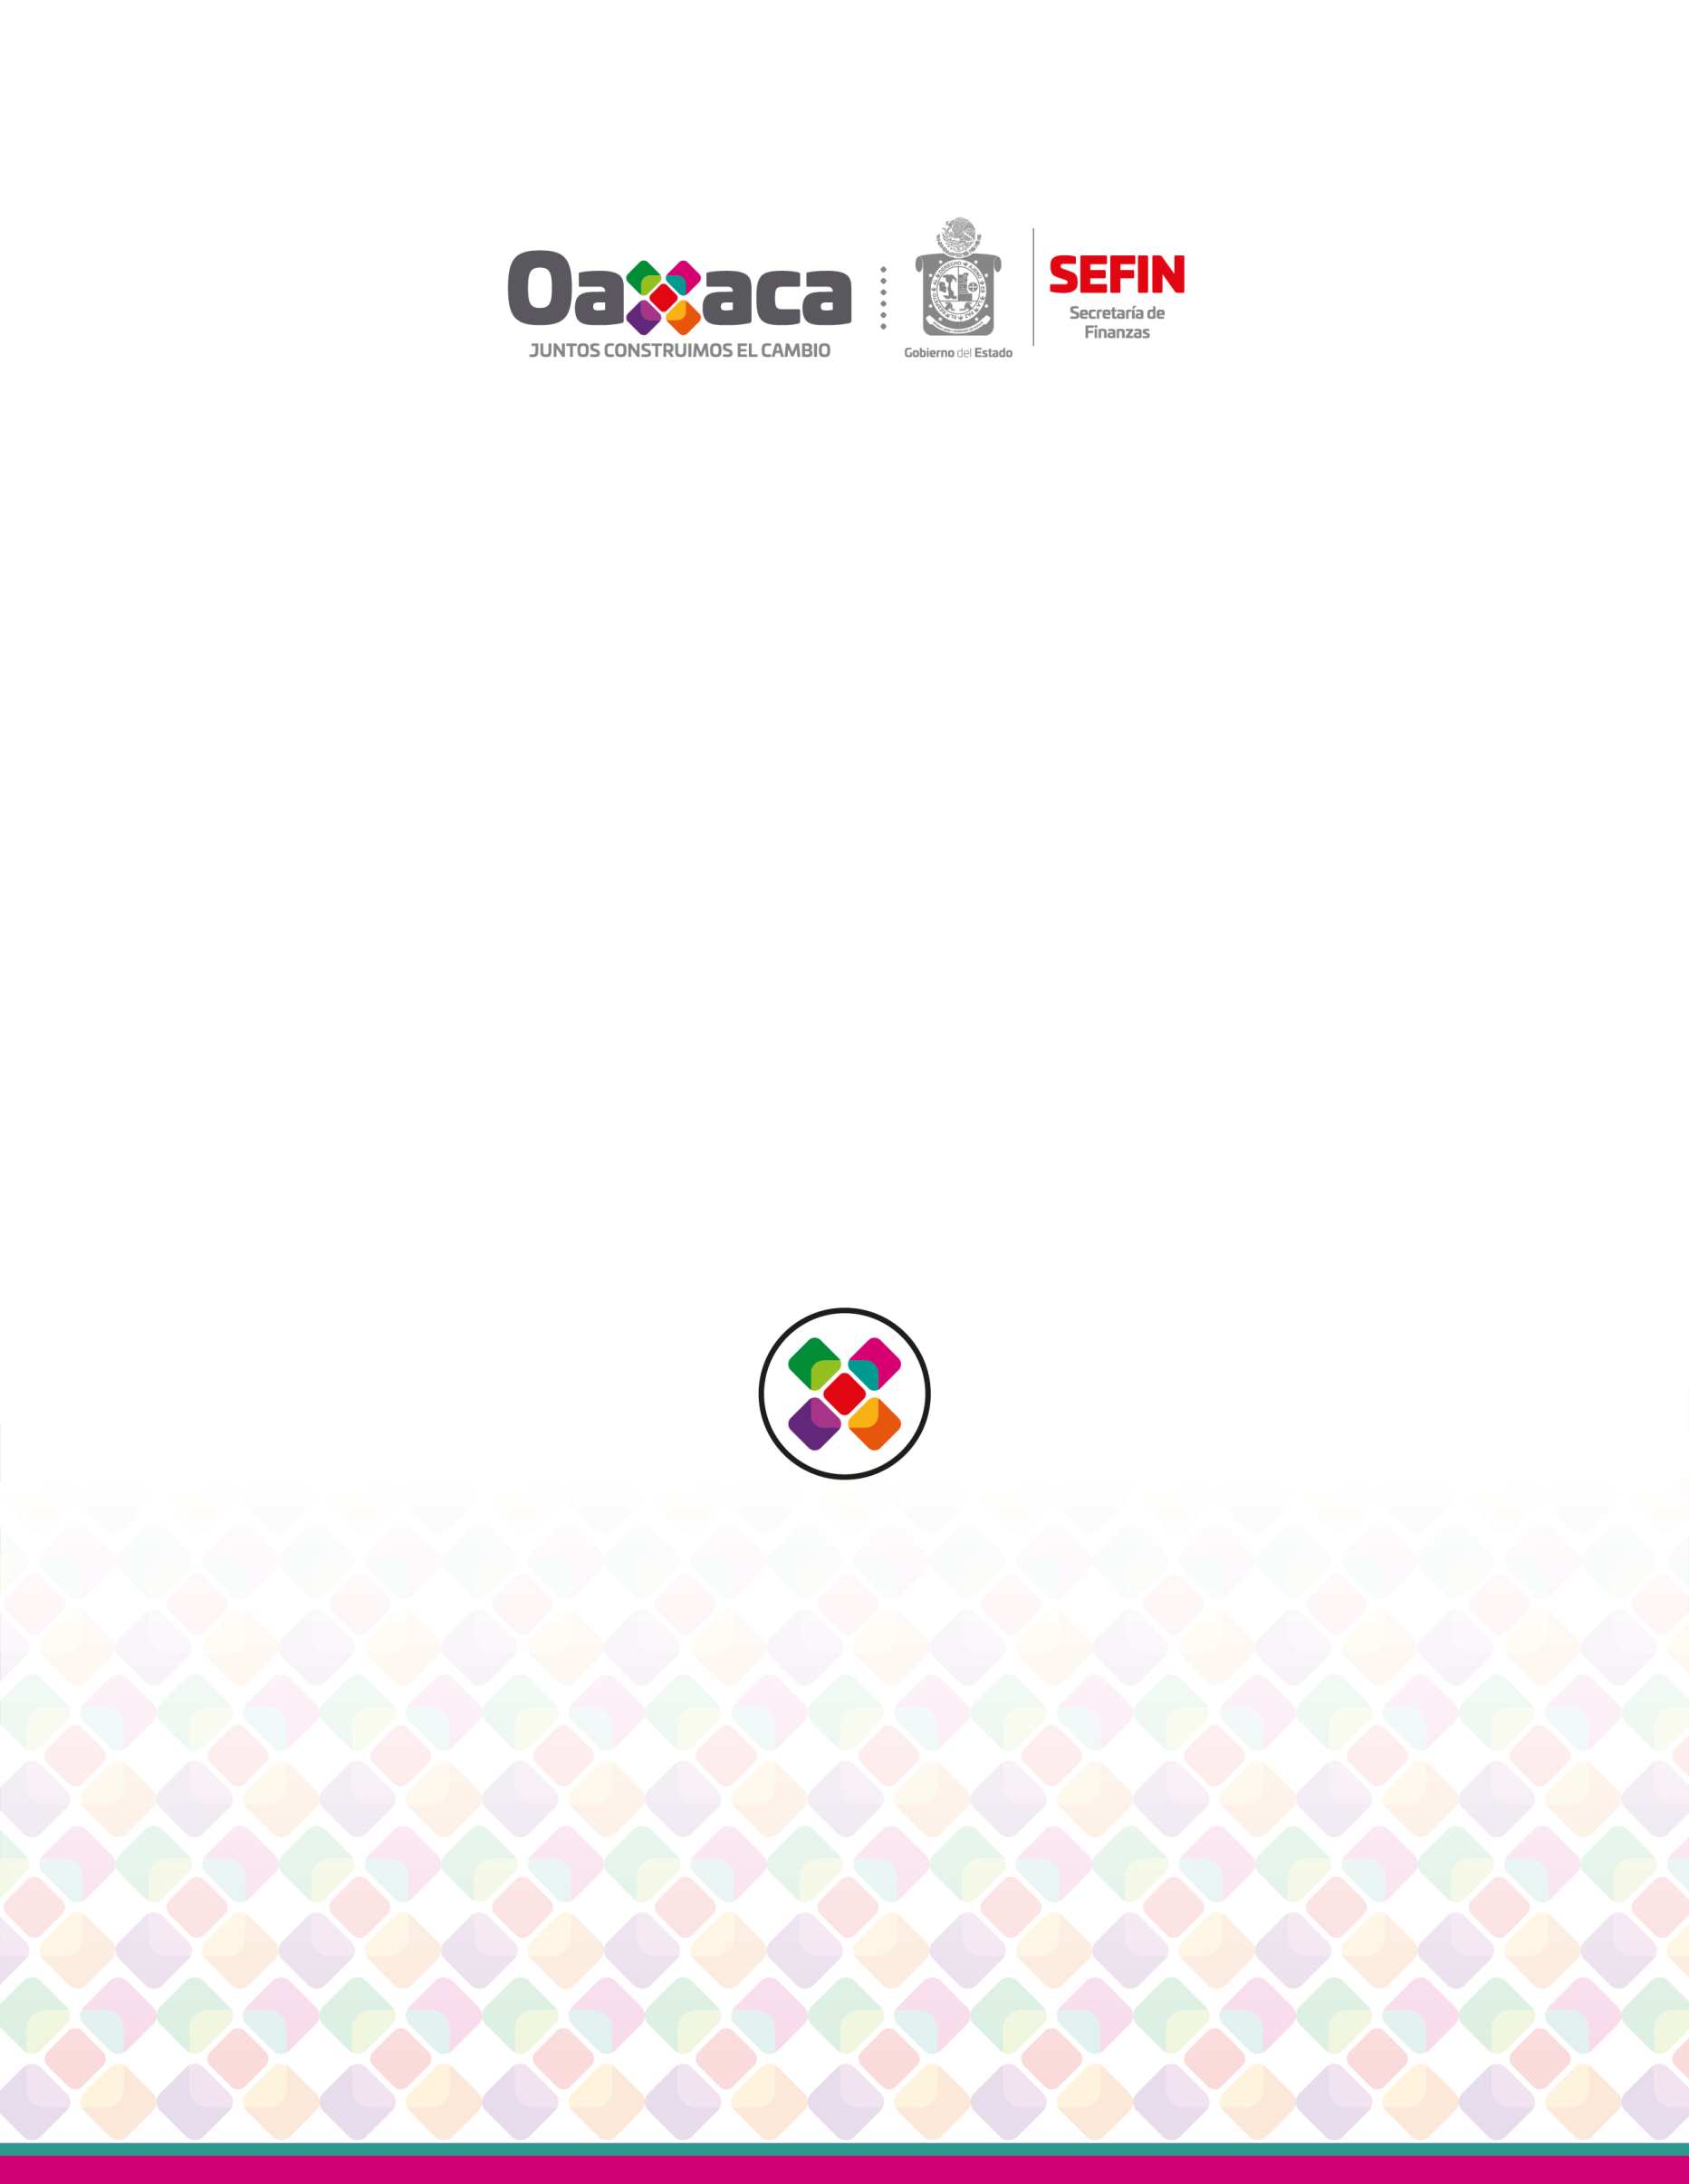 Oaxaca
JUNTOS CONSTRUIMOS EL CAMBIO
Gobierno del Estado
SEFIN
Secretaría de
Finanzas